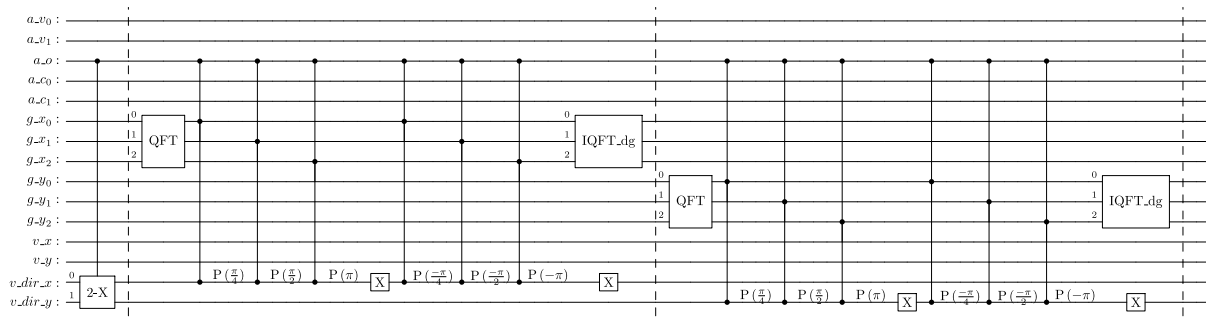 a_v₀ :
a_v₁ :
a_o :
a_c₀ :
a_c₁ :
g_x₀ : 0
g_x₁ : 1 QFT 0 1 IQFT_dg
g_x₂ : 2 2
g_y₀ : 0 0
g_y₁ : 1 QFT 1 IQFT_dg
g_y₂ : 2 2
v_x :
v_y :
v_dir_x : 0 2-X P (π/4) P (π/2) P (π) X P (−π/4) P (−π/2) P (−π) X
v_dir_y : 1 P (π/4) P (π/2) P (π) X P (−π/4) P (−π/2) P (−π) X